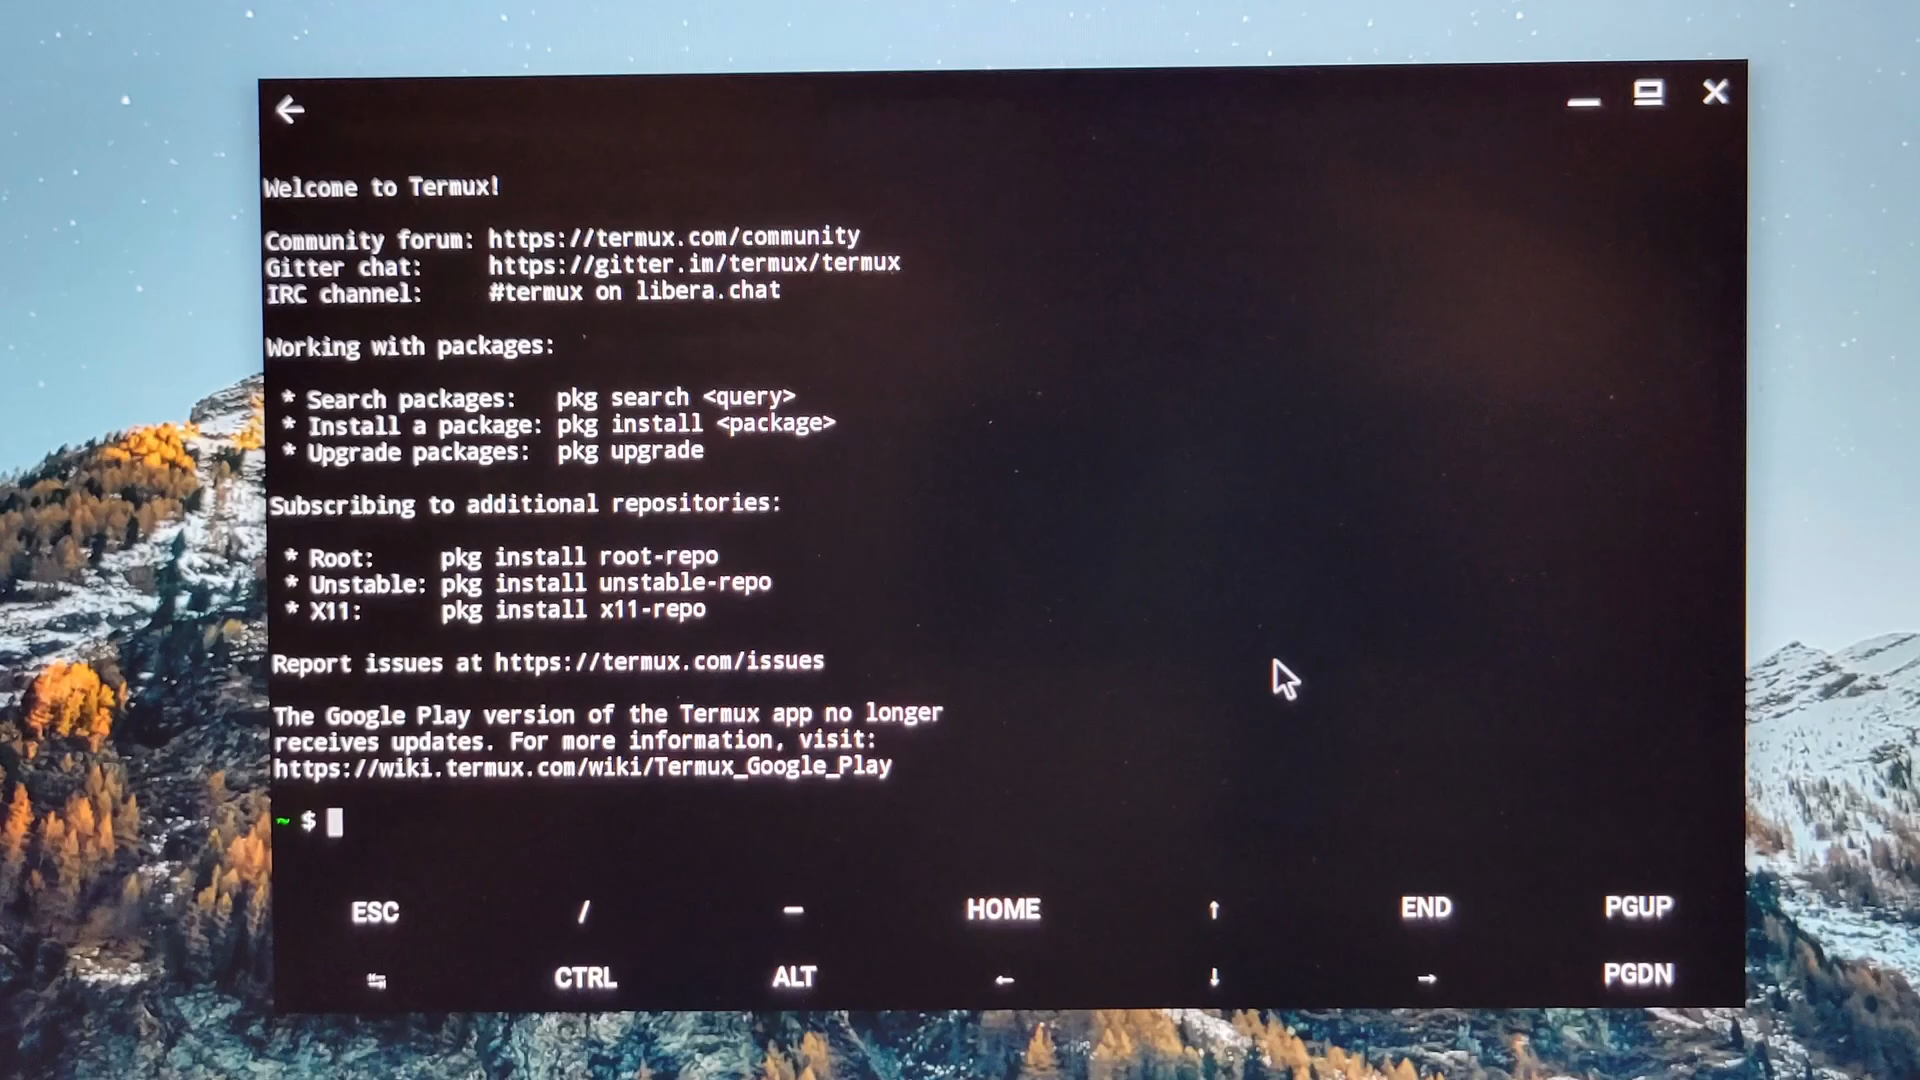 Welcome to Termux!
Community forum: https://termux.com/community
Gitter chat: https://gitter.im/termux/termux
IRC channel: #termux on libera.chat
Working with packages:
* Search packages: pkg search <query>
* Install a package: pkg install <package>
* Upgrade packages: pkg upgrade
Subscribing to additional repositories:
* Root: pkg install root-repo
* Unstable: pkg install unstable-repo
* X11: pkg install x11-repo
Report issues at https://termux.com/issues
The Google Play version of the Termux app no longer
receives updates. For more information, visit:
https://wiki.termux.com/wiki/Termux_Google_Play
~ $
ESC / — HOME ↑ END PGUP
↹ CTRL ALT ← ↓ → PGDN